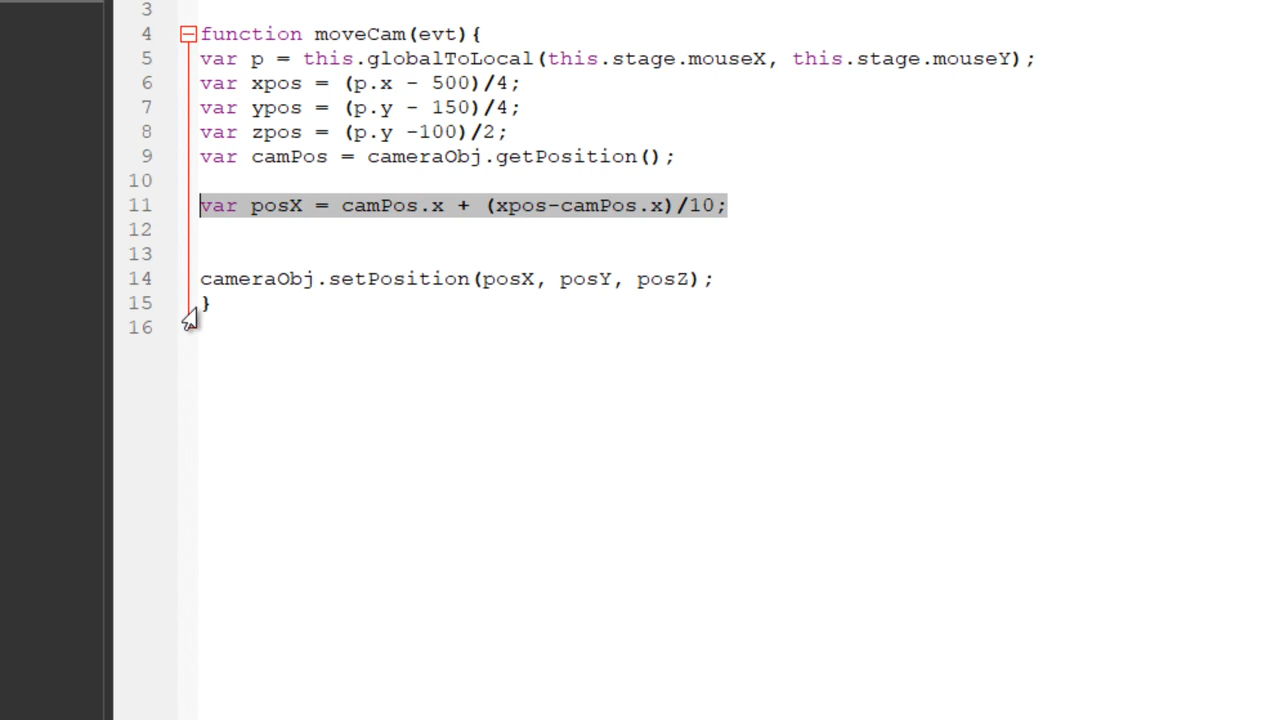 3
4 function moveCam(evt){
5 var p = this.globalToLocal(this.stage.mouseX, this.stage.mouseY);
6 var xpos = (p.x - 500)/4;
7 var ypos = (p.y - 150)/4;
8 var zpos = (p.y -100)/2;
9 var camPos = cameraObj.getPosition();
10
11 var posX = camPos.x + (xpos-camPos.x)/10;
12
13
14 cameraObj.setPosition(posX, posY, posZ);
15 }
16